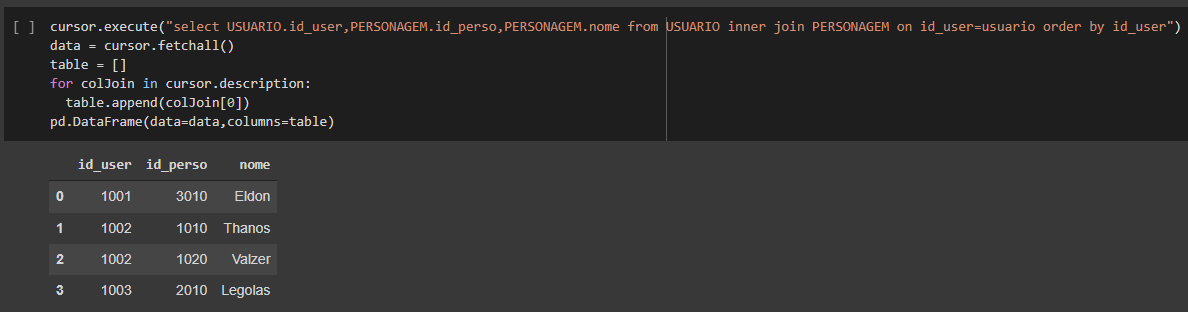 [ ] cursor.execute("select USUARIO.id_user,PERSONAGEM.id_perso,PERSONAGEM.nome from USUARIO inner join PERSONAGEM on id_user=usuario order by id_user")
data = cursor.fetchall()
table = []
for colJoin in cursor.description:
  table.append(colJoin[0])
pd.DataFrame(data=data,columns=table)
id_user id_perso nome
0 1001 3010 Eldon
1 1002 1010 Thanos
2 1002 1020 Valzer
3 1003 2010 Legolas